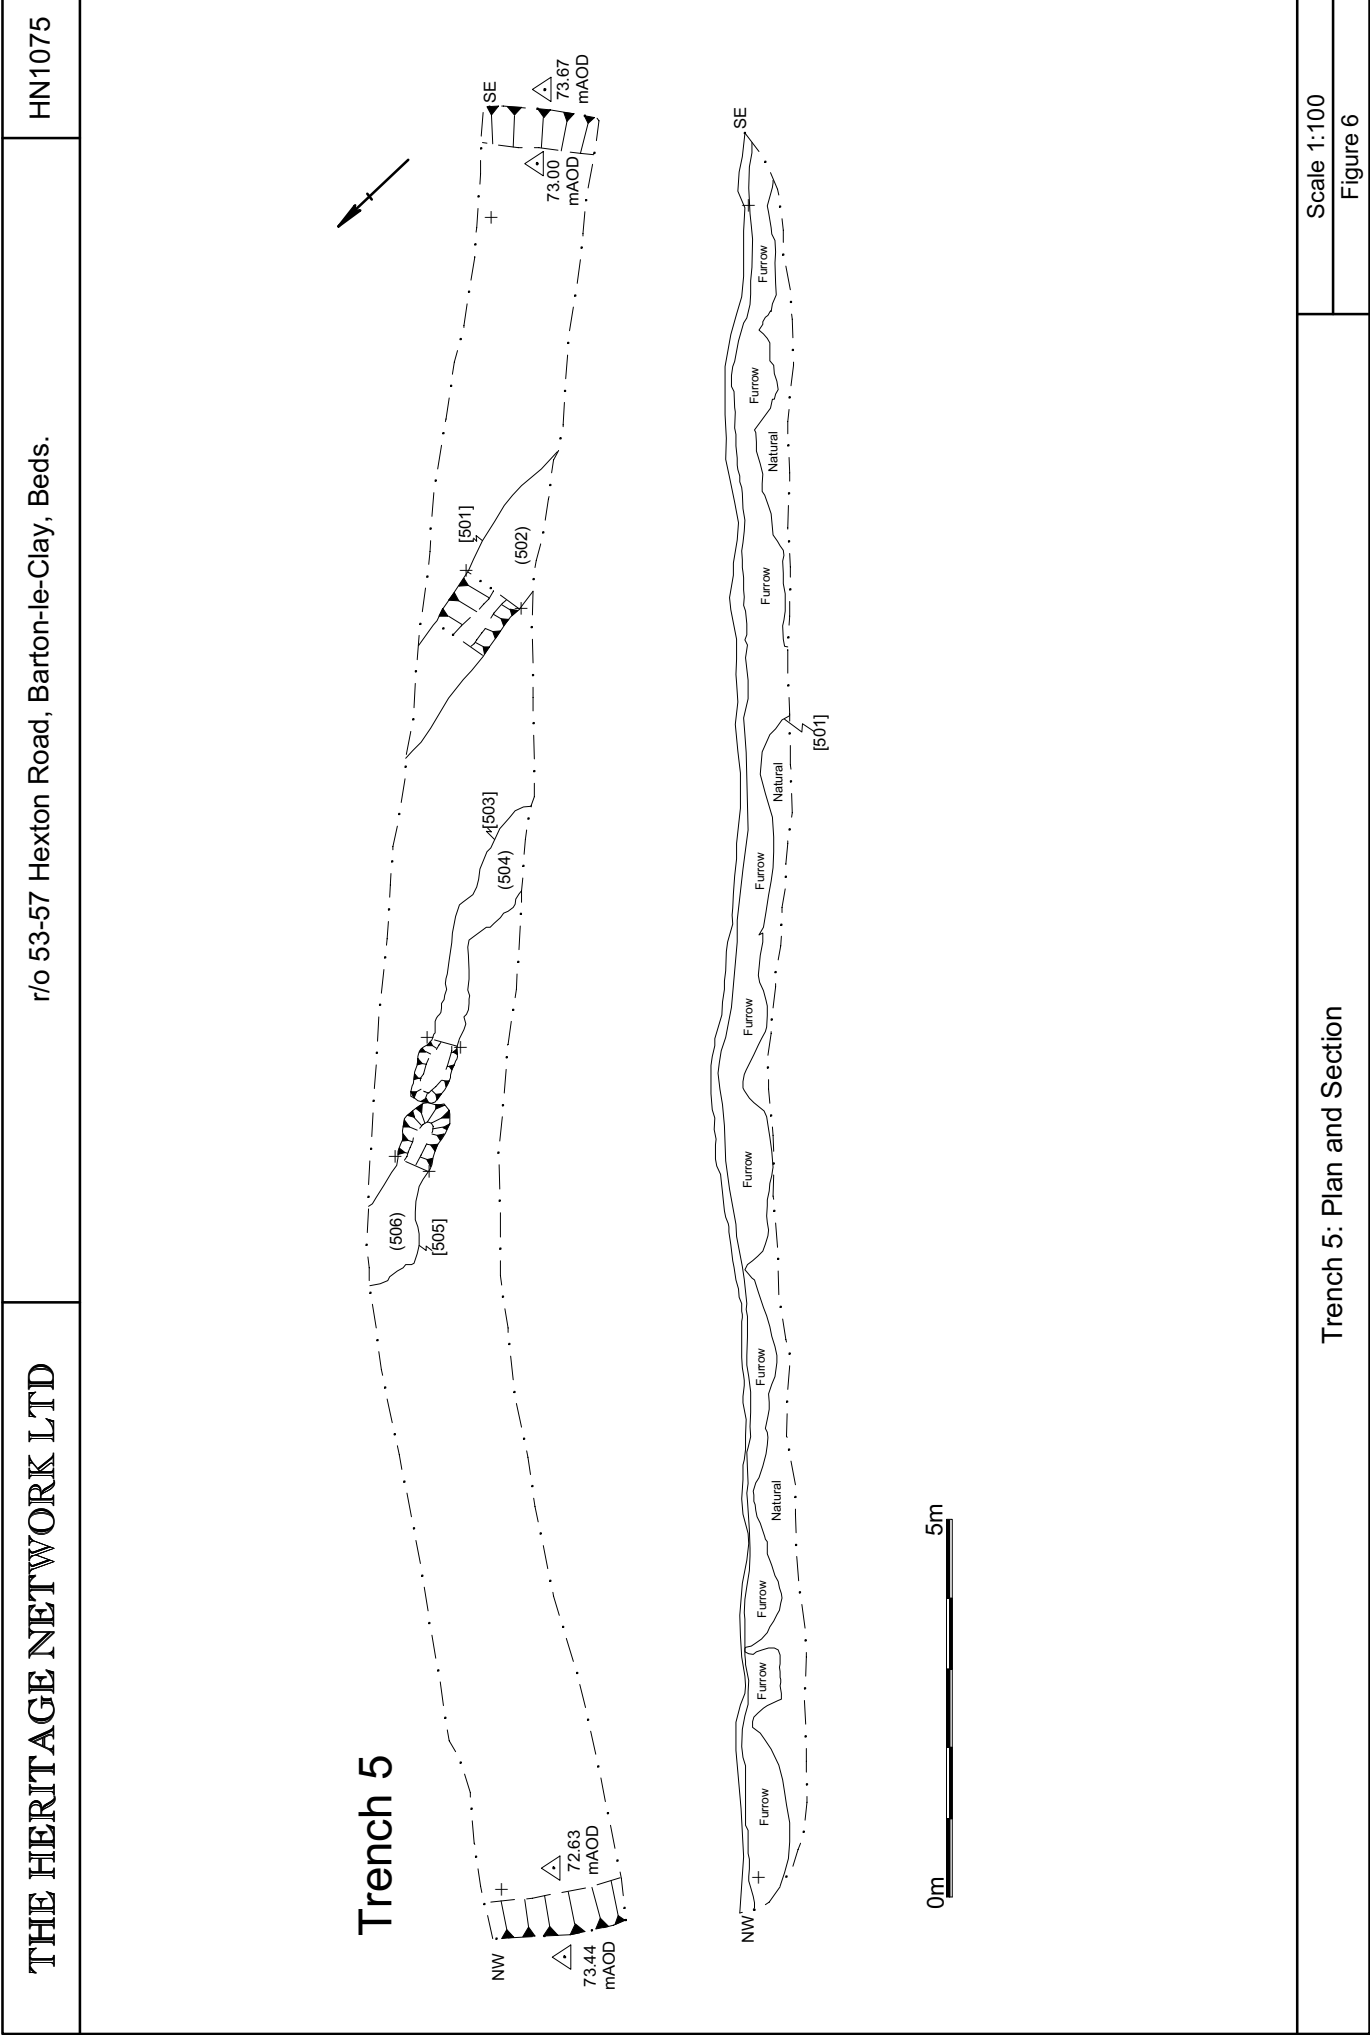 THE HERITAGE NETWORK LTD
r/o 53-57 Hexton Road, Barton-le-Clay, Beds.
HN1075
Trench 5
NW
73.44
mAOD
72.63
mAOD
(506)
[505]
[503]
(504)
[501]
(502)
73.00
mAOD
SE
73.67
mAOD
NW
Furrow
Furrow
Furrow
Natural
Furrow
Furrow
Furrow
Furrow
Natural
[501]
Furrow
Natural
Furrow
Furrow
SE
0m
5m
Trench 5: Plan and Section
Scale 1:100
Figure 6